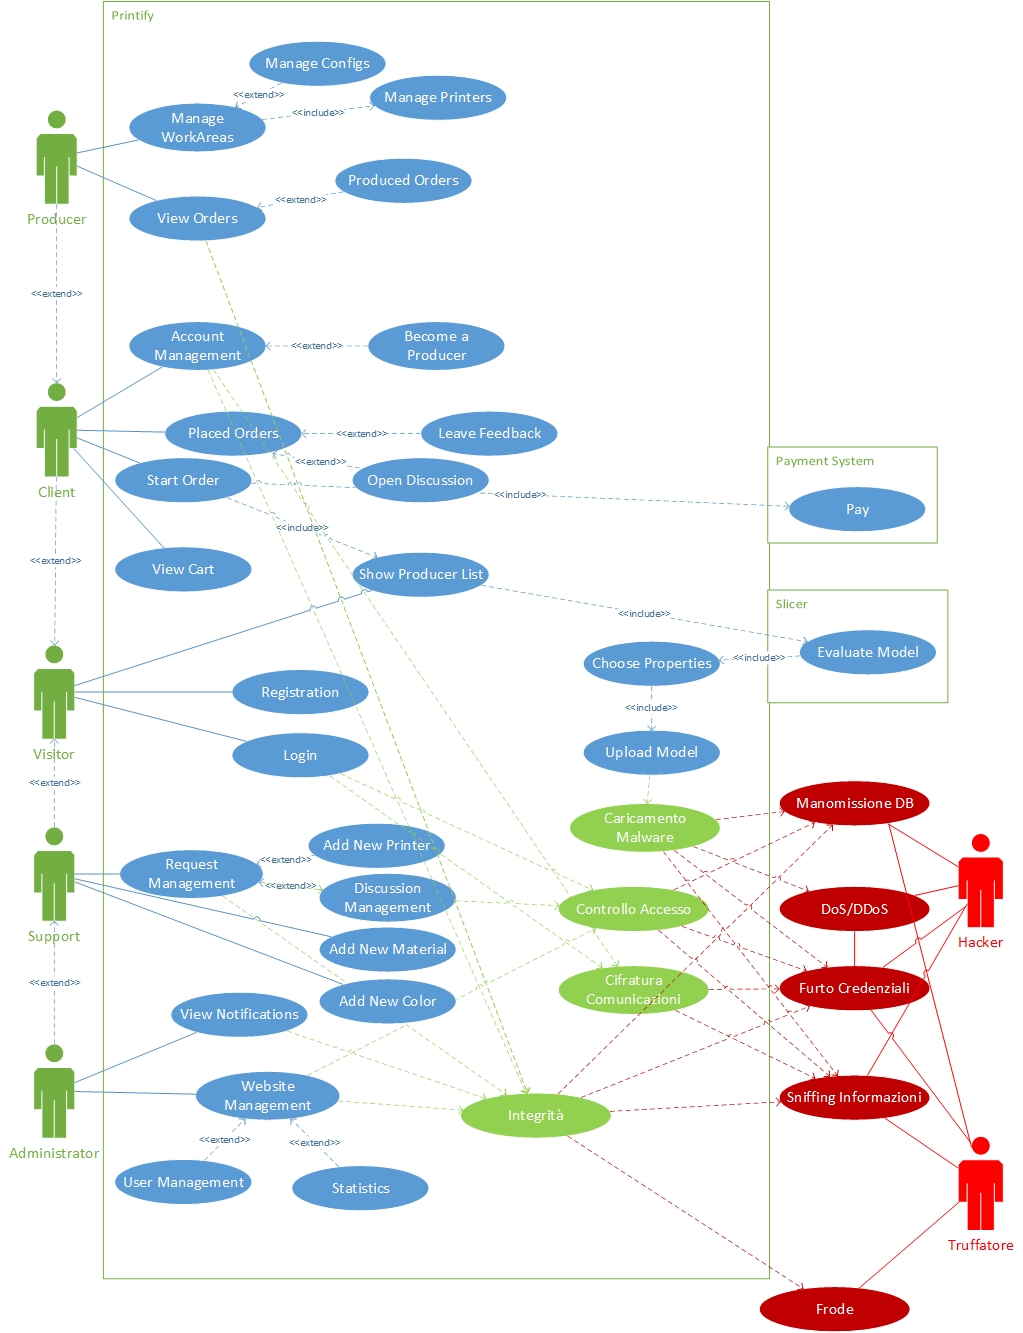 Printify
Manage Configs
<<extend>>
Manage Printers
<<include>>
Manage
WorkAreas
Produced Orders
<<extend>>
View Orders
Producer
<<extend>>
Account
Management
<<extend>>
Become a
Producer
Placed Orders
<<extend>>
Leave Feedback
<<extend>>
Start Order
Open Discussion
<<include>>
Payment System
Pay
Client
<<include>>
<<extend>>
View Cart
Show Producer List
<<include>>
Slicer
Evaluate Model
<<include>>
Choose Properties
Registration
<<include>>
Visitor
Login
Upload Model
<<extend>>
Manomissione DB
Caricamento
Malware
Add New Printer
<<extend>>
Request
Management
<<extend>>
Discussion
Management
Controllo Accesso
DoS/DDoS
Hacker
Support
Add New Material
<<extend>>
Cifratura
Comunicazioni
Furto Credenziali
Add New Color
View Notifications
Website
Management
Integrità
Sniffing Informazioni
Administrator
<<extend>>
<<extend>>
User Management
Statistics
Truffatore
Frode